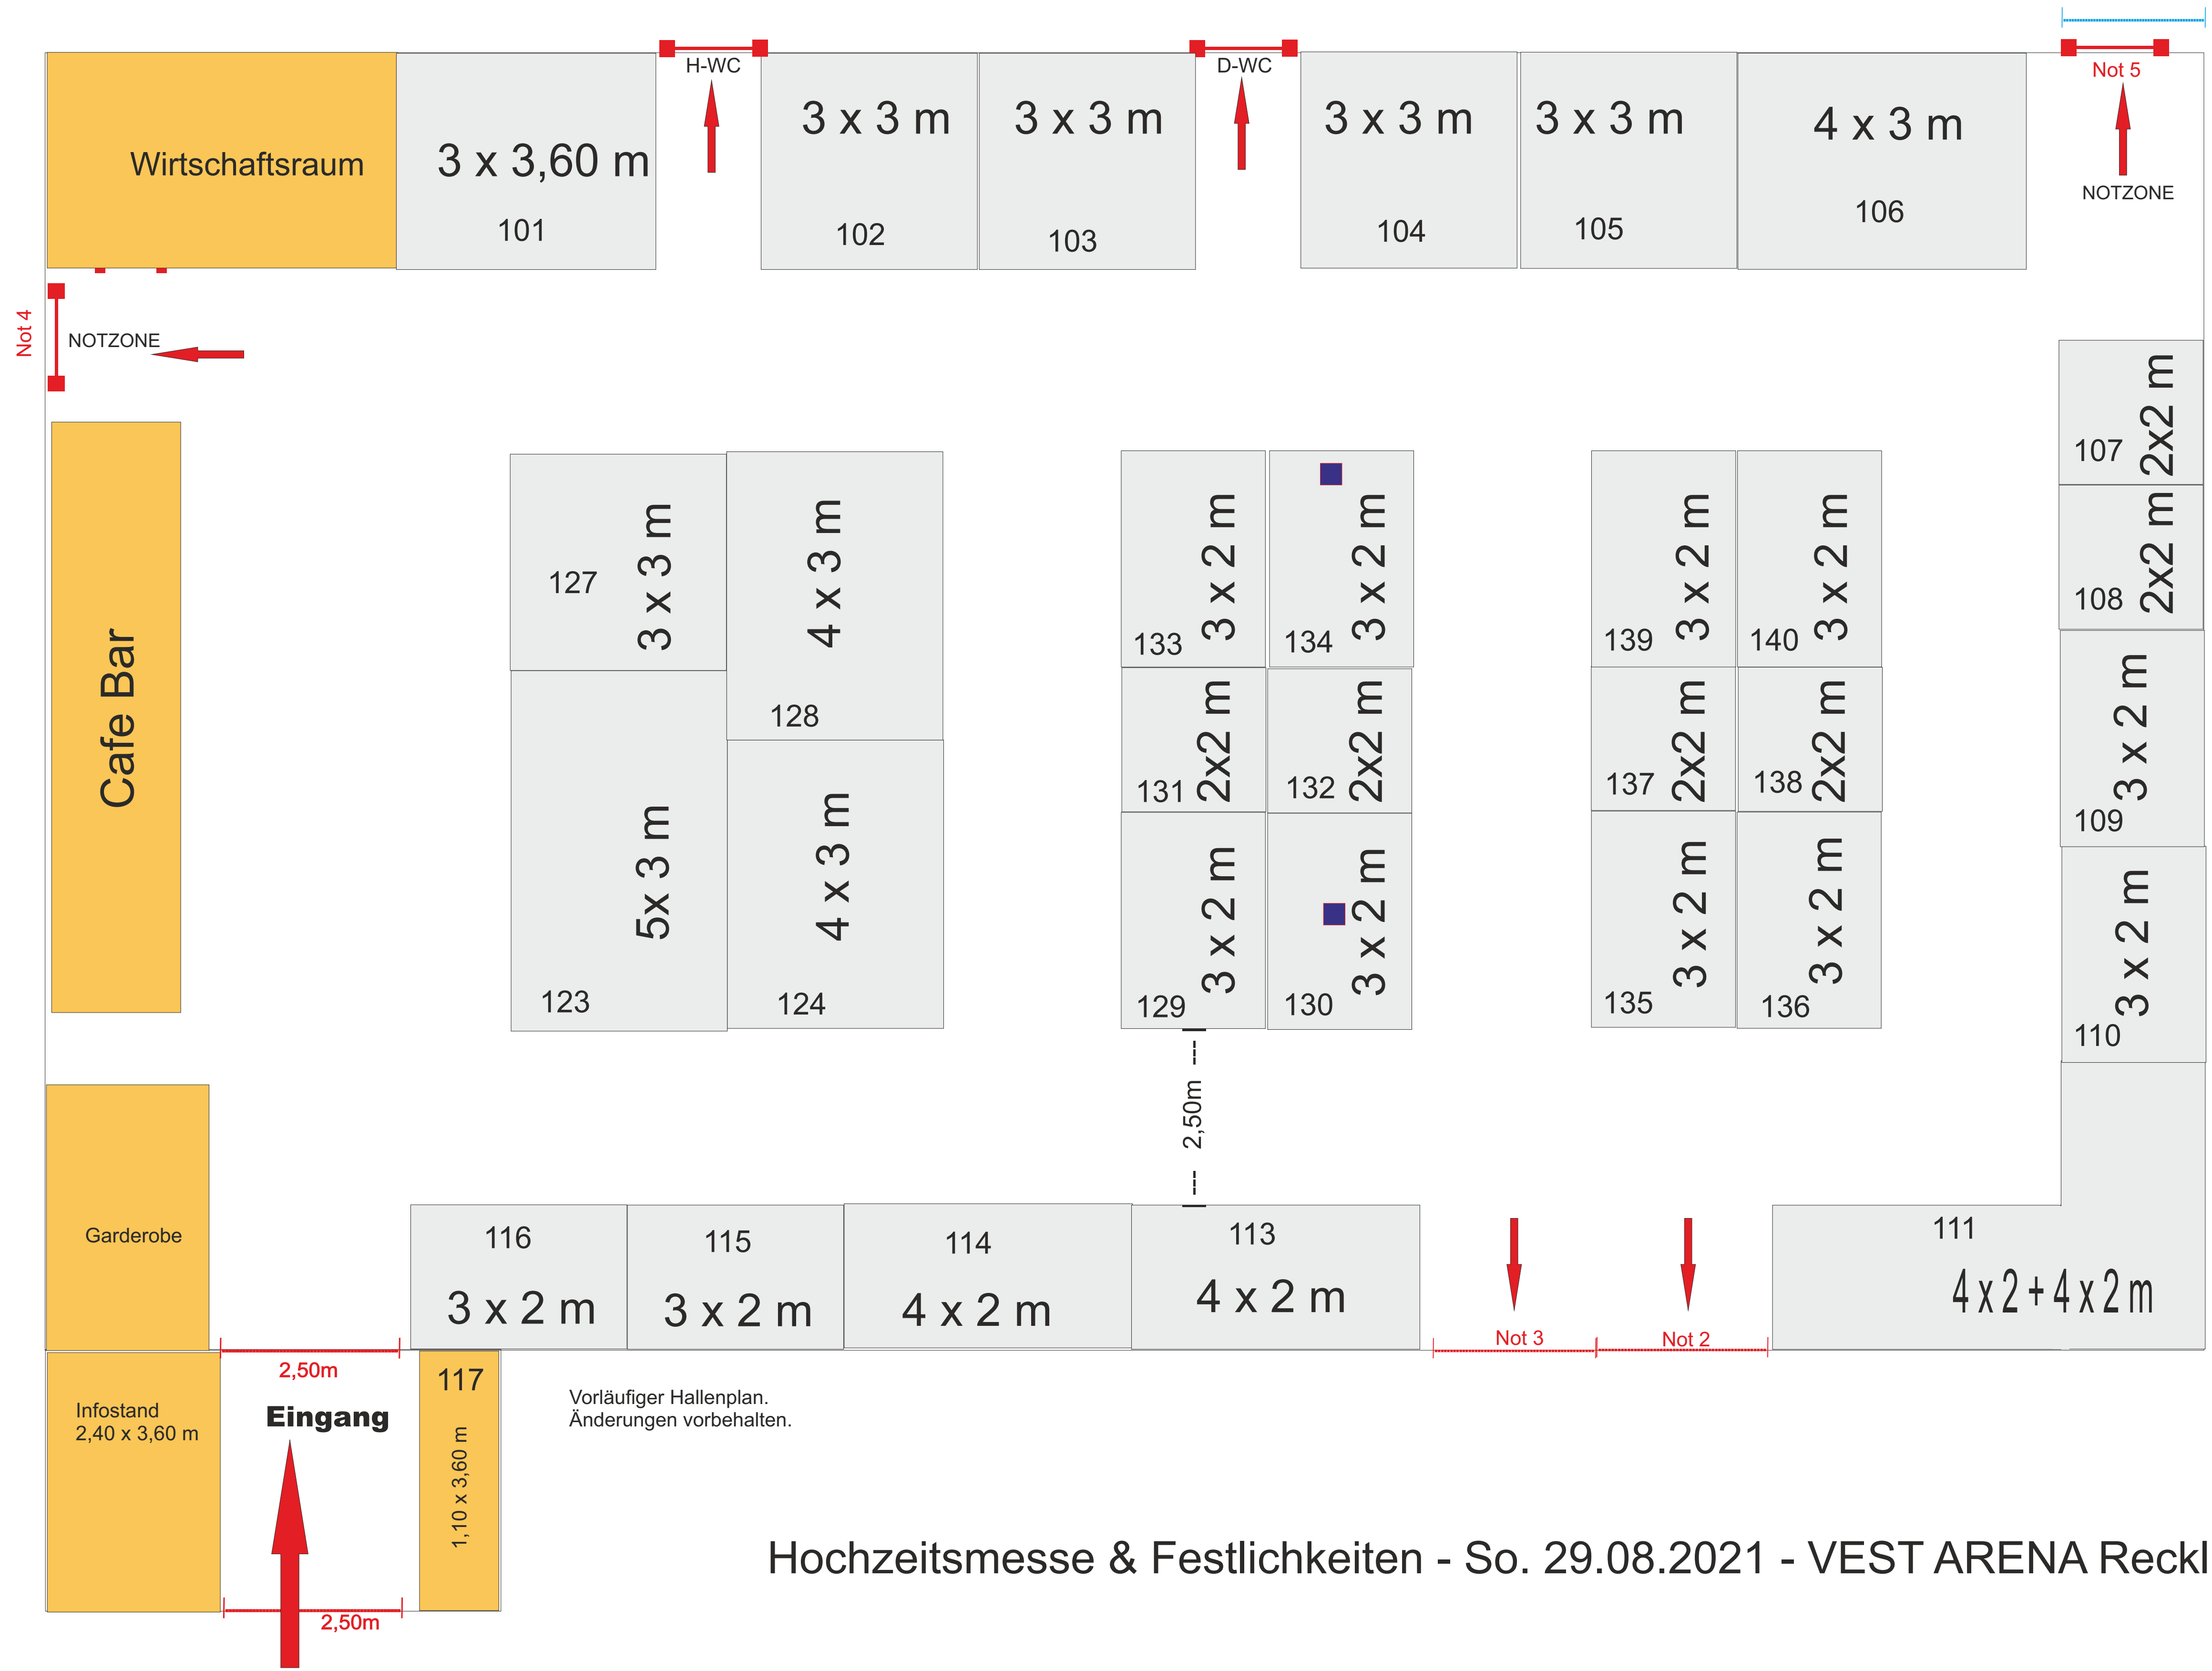 H-WC
D-WC
Not 5
Wirtschaftsraum
3 x 3,60 m
101
3 x 3 m
102
3 x 3 m
103
3 x 3 m
104
3 x 3 m
105
4 x 3 m
106
NOTZONE
Not 4
NOTZONE
107
2x2 m
108
2x2 m
109
3 x 2 m
110
3 x 2 m
Cafe Bar
127
3 x 3 m
4 x 3 m
128
5x 3 m
123
4 x 3 m
124
133
3 x 2 m
134
3 x 2 m
131
2x2 m
132
2x2 m
129
3 x 2 m
130
3 x 2 m
139
3 x 2 m
140
3 x 2 m
137
2x2 m
138
2x2 m
135
3 x 2 m
136
3 x 2 m
2,50m
Garderobe
116
3 x 2 m
115
3 x 2 m
114
4 x 2 m
113
4 x 2 m
Not 3
Not 2
111
4 x 2 + 4 x 2 m
2,50m
Infostand
2,40 x 3,60 m
Eingang
117
1,10 x 3,60 m
2,50m
Vorläufiger Hallenplan.
Änderungen vorbehalten.
Hochzeitsmesse & Festlichkeiten - So. 29.08.2021 - VEST ARENA Reckl